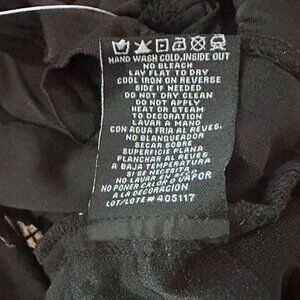 HAND WASH COLD, INSIDE OUT
NO BLEACH
LAY FLAT TO DRY
COOL IRON ON REVERSE
SIDE IF NEEDED
DO NOT DRY CLEAN
DO NOT APPLY
HEAT OR STEAM
TO DECORATION
LAVAR A MANO
CON AGUA FRIA AL REVES.
NO BLANQUEADOR
SECAR SOBRE
SUPERFICIE PLANA
PLANCHAR AL REVES
A BAJA TEMPERATURA
SI SE NECESITA
NO LAVAR EN SECO
NO PONER CALOR O VAPOR
A LA DECORACION
LOT/LOTE# 405117